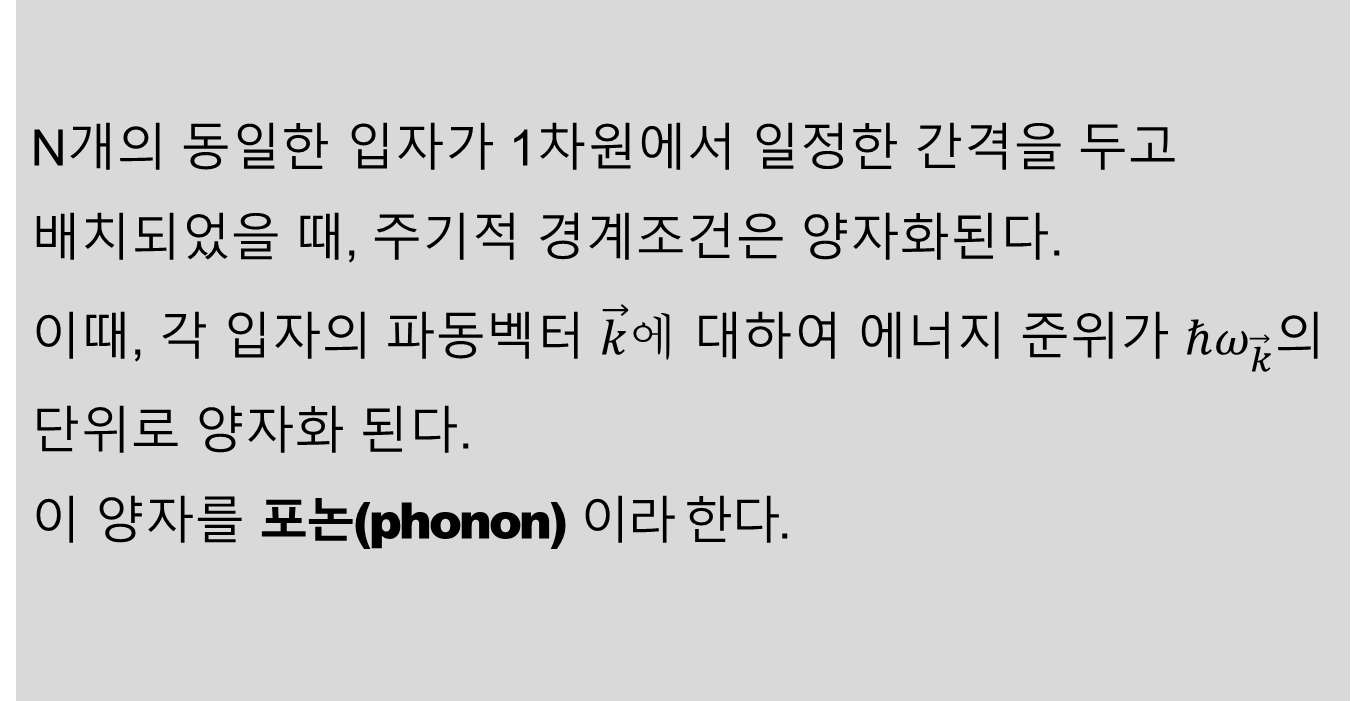 N개의 동일한 입자가 1차원에서 일정한 간격을 두고
배치되었을 때, 주기적 경계조건은 양자화된다.
이때, 각 입자의 파동벡터 $\vec{k}$에 대하여 에너지 준위가 $\hbar\omega_{\vec{k}}$의
단위로 양자화 된다.
이 양자를 포논(phonon) 이라 한다.